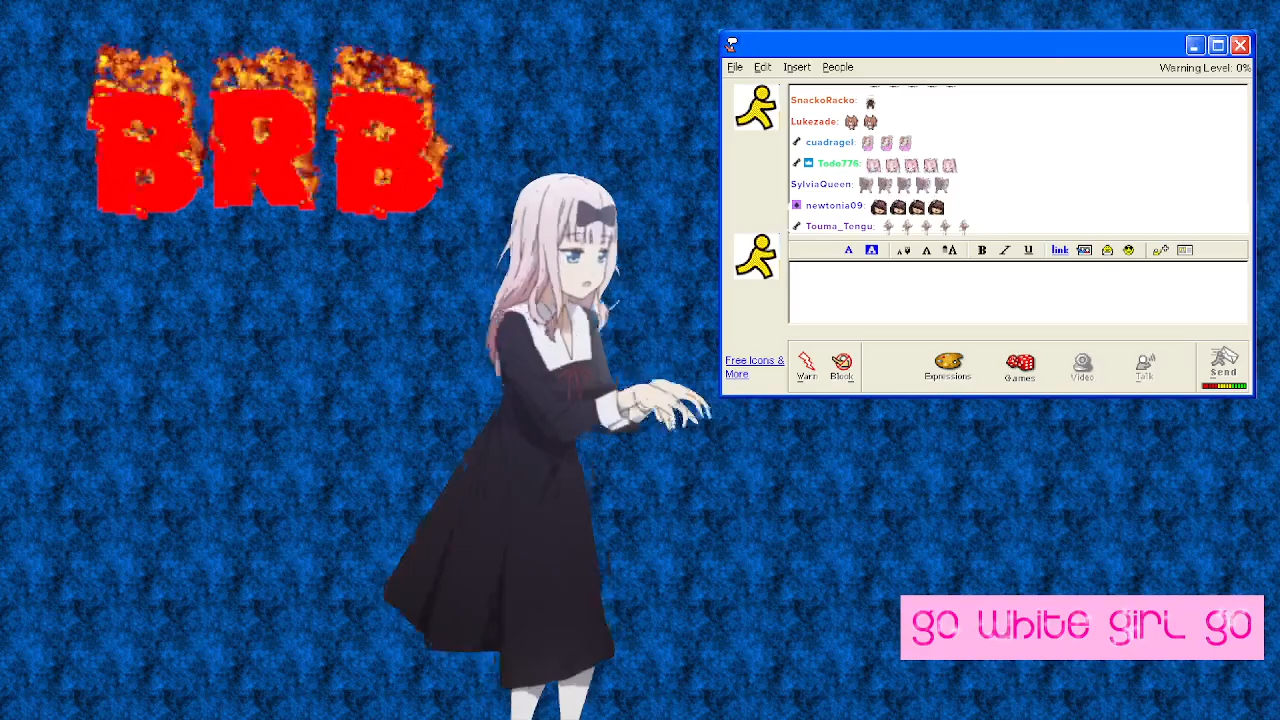 BRB
File Edit Insert People
Warning Level: 0%
SnackoRacko:
Lukezade:
cuadragel:
Todo776:
SylviaQueen:
newtonia09:
Touma_Tengu:
A A A A A B I U link
Free Icons &
More
Warn Block Expressions Games Video Talk Send
go white girl go